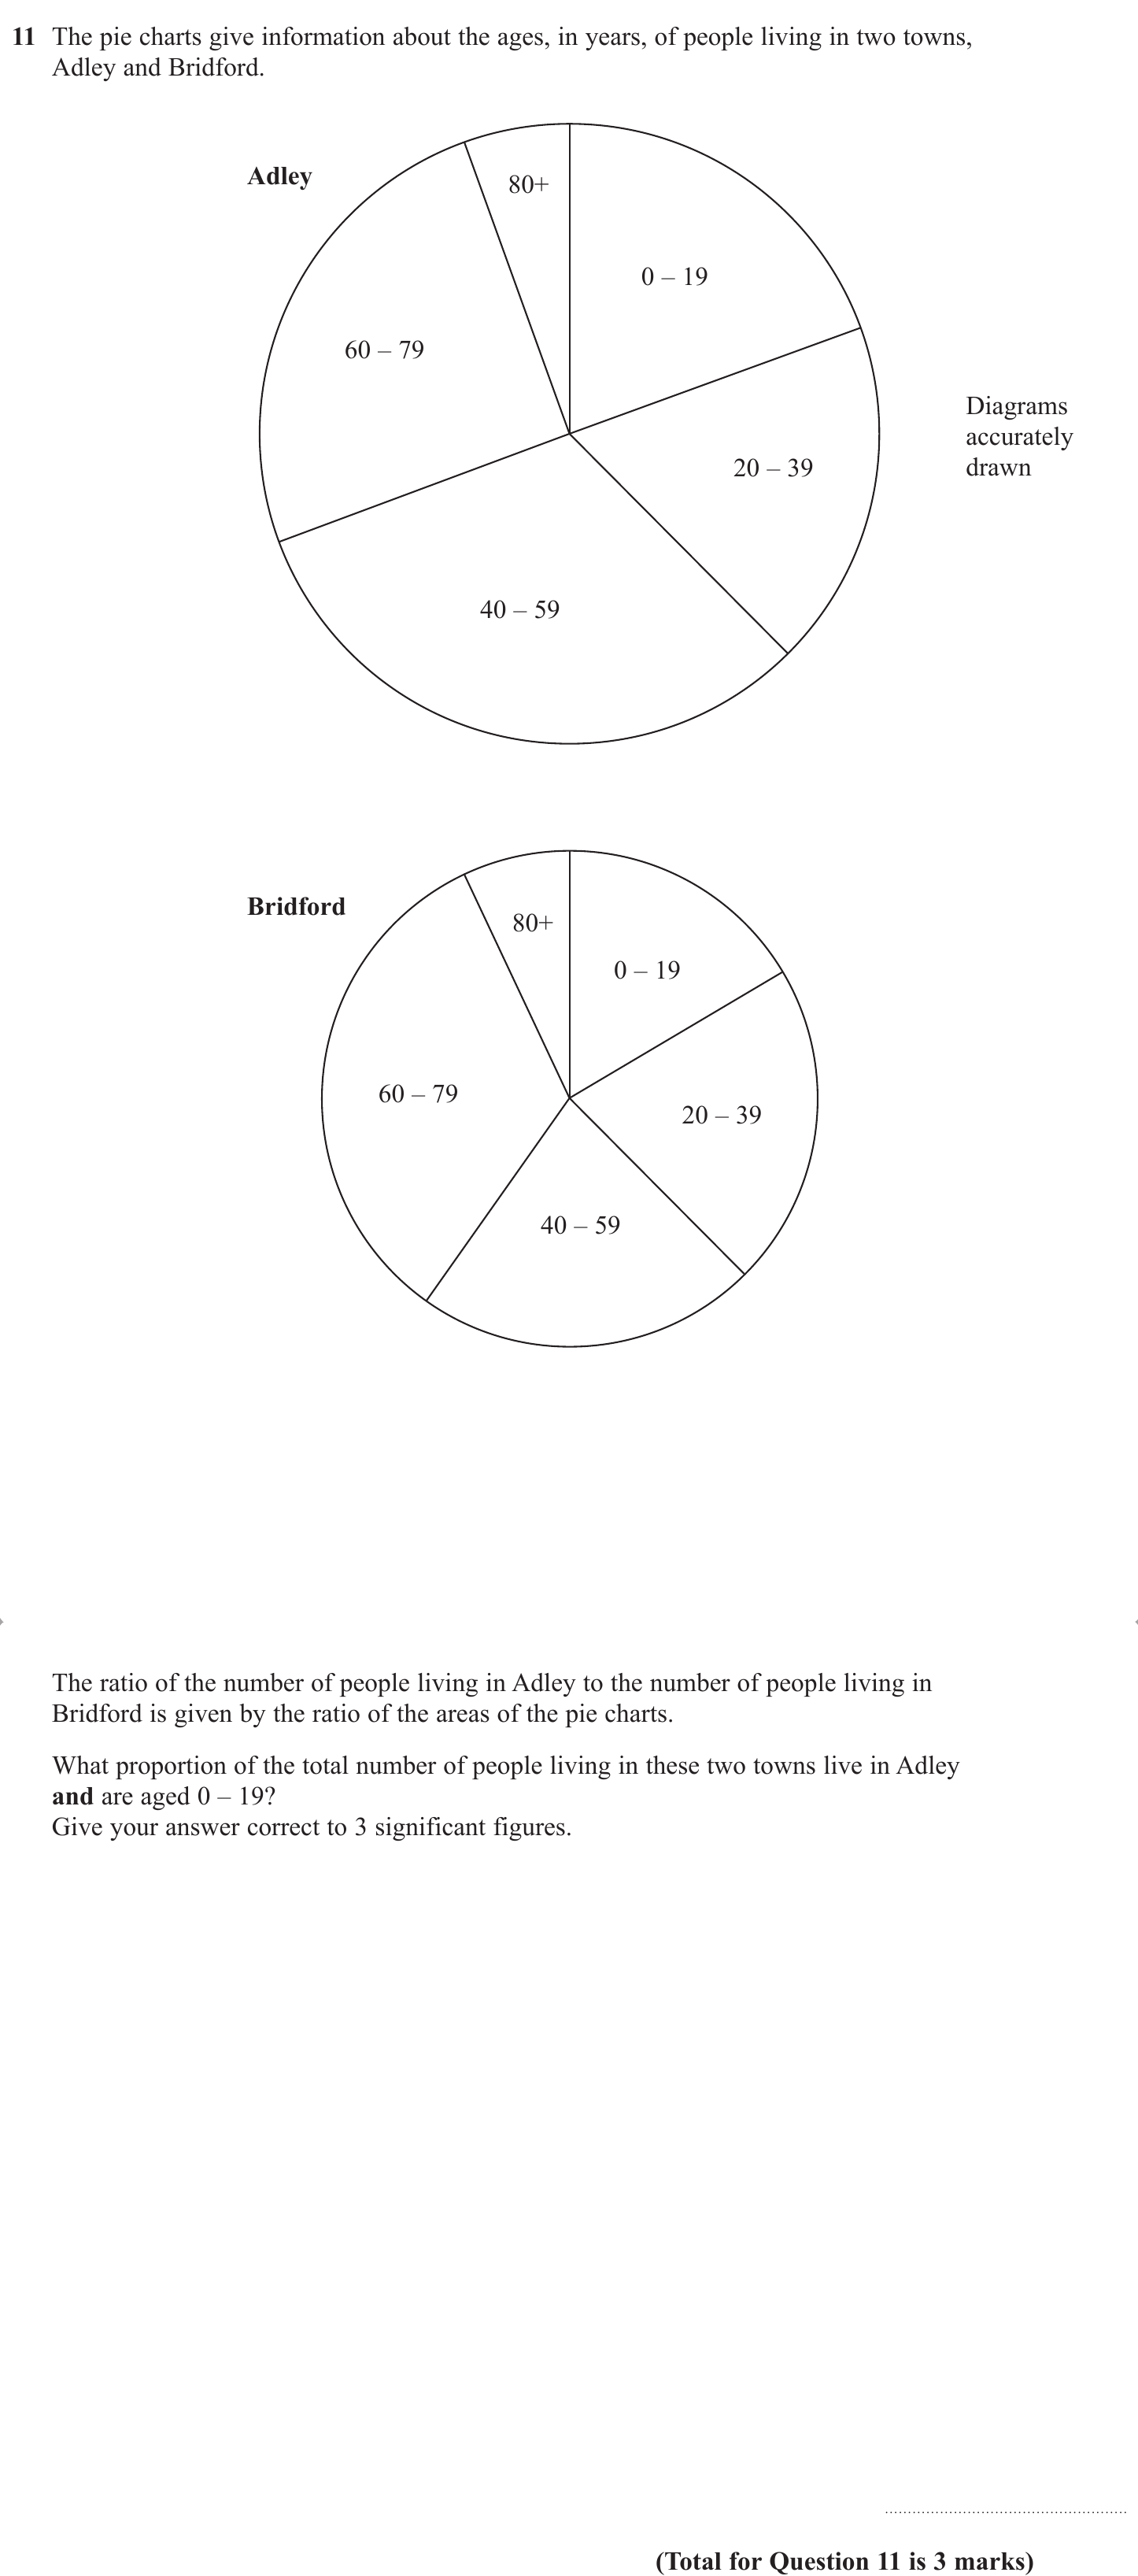 11 The pie charts give information about the ages, in years, of people living in two towns,
Adley and Bridford.
Adley
80+
0 – 19
60 – 79
Diagrams
accurately
drawn
20 – 39
40 – 59
Bridford
80+
0 – 19
60 – 79
20 – 39
40 – 59
The ratio of the number of people living in Adley to the number of people living in
Bridford is given by the ratio of the areas of the pie charts.
What proportion of the total number of people living in these two towns live in Adley
and are aged 0 – 19?
Give your answer correct to 3 significant figures.
(Total for Question 11 is 3 marks)